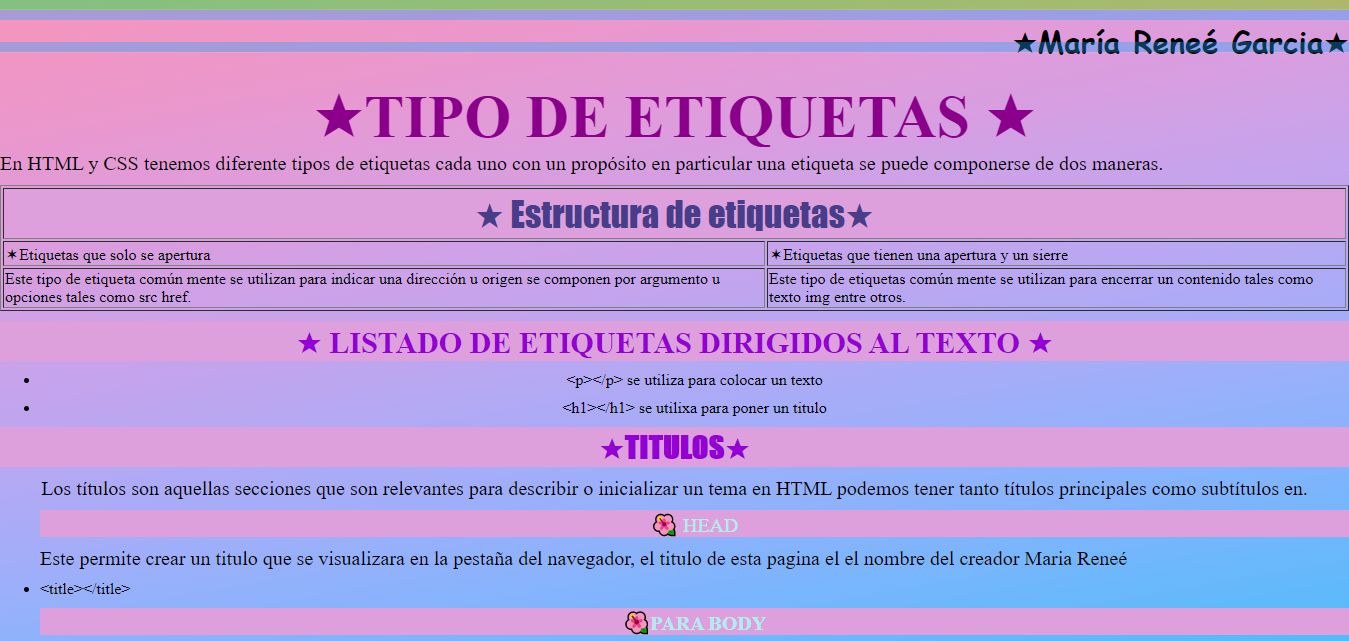 ★María Reneé Garcia★
★TIPO DE ETIQUETAS ★
En HTML y CSS tenemos diferente tipos de etiquetas cada uno con un propósito en particular una etiqueta se puede componerse de dos maneras.
★ Estructura de etiquetas★
✶Etiquetas que solo se apertura
✶Etiquetas que tienen una apertura y un sierre
Este tipo de etiqueta común mente se utilizan para indicar una dirección u origen se componen por argumento u
opciones tales como src href.
Este tipo de etiquetas común mente se utilizan para encerrar un contenido tales como
texto img entre otros.
★ LISTADO DE ETIQUETAS DIRIGIDOS AL TEXTO ★
• <p></p> se utiliza para colocar un texto
• <h1></h1> se utilixa para poner un titulo
★TITULOS★
Los títulos son aquellas secciones que son relevantes para describir o inicializar un tema en HTML podemos tener tanto títulos principales como subtítulos en.
🌺 HEAD
Este permite crear un titulo que se visualizara en la pestaña del navegador, el titulo de esta pagina el el nombre del creador Maria Reneé
• <title></title>
🌺PARA BODY